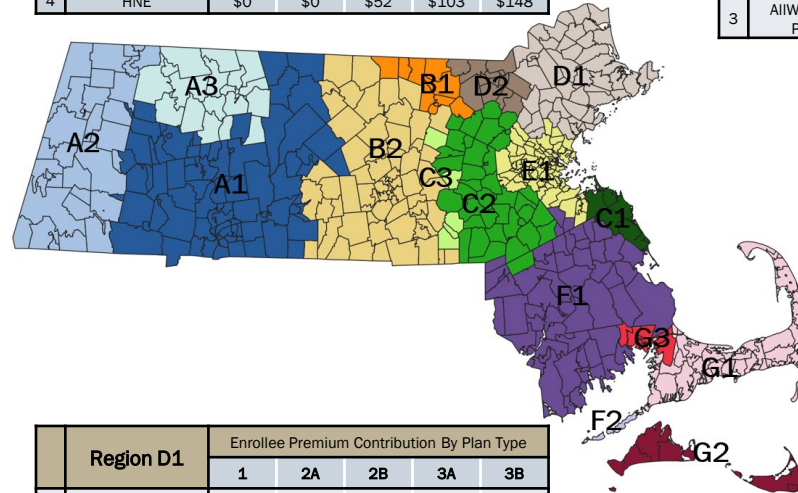 4 HNE $0 $0 $52 $103 $148
3
D1
A3
B1
D2
A2
B2
E1
C3
A1
C2
C1
F1
G3
G1
F2
G2
Region D1
Enrollee Premium Contribution By Plan Type
1 2A 2B 3A 3B